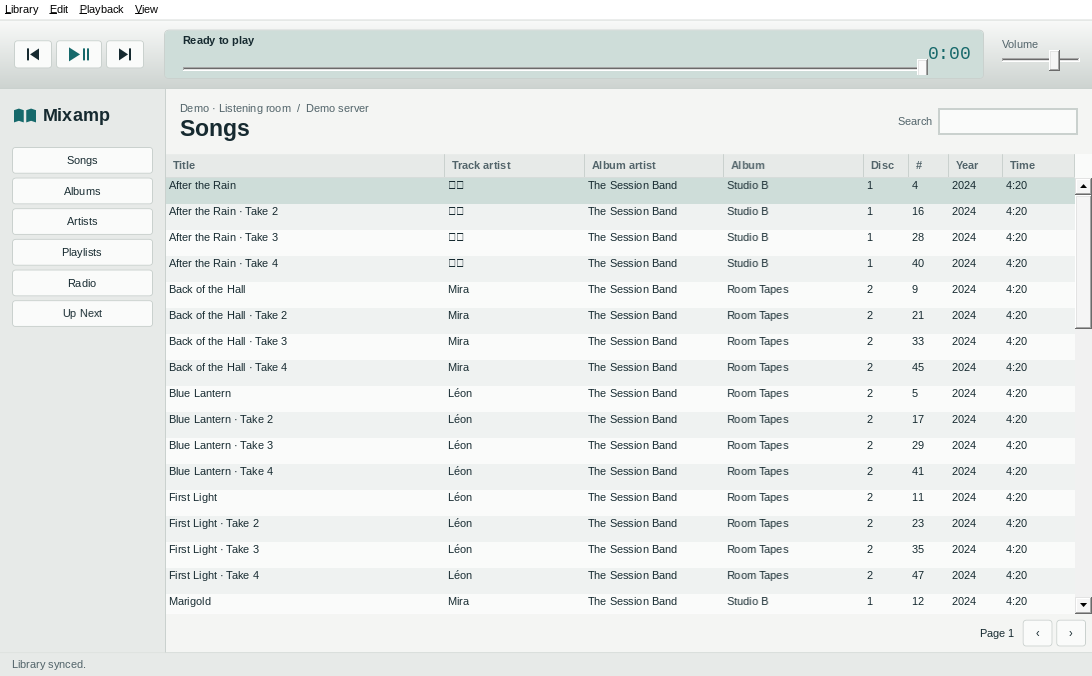 Library Edit Playback View
Ready to play
0:00
Volume
Mixamp
Demo · Listening room / Demo server
Songs
Search
Songs
Albums
Artists
Playlists
Radio
Up Next
Title Track artist Album artist Album Disc # Year Time
After the Rain The Session Band Studio B 1 4 2024 4:20
After the Rain · Take 2 The Session Band Studio B 1 16 2024 4:20
After the Rain · Take 3 The Session Band Studio B 1 28 2024 4:20
After the Rain · Take 4 The Session Band Studio B 1 40 2024 4:20
Back of the Hall Mira The Session Band Room Tapes 2 9 2024 4:20
Back of the Hall · Take 2 Mira The Session Band Room Tapes 2 21 2024 4:20
Back of the Hall · Take 3 Mira The Session Band Room Tapes 2 33 2024 4:20
Back of the Hall · Take 4 Mira The Session Band Room Tapes 2 45 2024 4:20
Blue Lantern Léon The Session Band Room Tapes 2 5 2024 4:20
Blue Lantern · Take 2 Léon The Session Band Room Tapes 2 17 2024 4:20
Blue Lantern · Take 3 Léon The Session Band Room Tapes 2 29 2024 4:20
Blue Lantern · Take 4 Léon The Session Band Room Tapes 2 41 2024 4:20
First Light Léon The Session Band Room Tapes 2 11 2024 4:20
First Light · Take 2 Léon The Session Band Room Tapes 2 23 2024 4:20
First Light · Take 3 Léon The Session Band Room Tapes 2 35 2024 4:20
First Light · Take 4 Léon The Session Band Room Tapes 2 47 2024 4:20
Marigold Mira The Session Band Studio B 1 12 2024 4:20
Page 1 ‹ ›
Library synced.